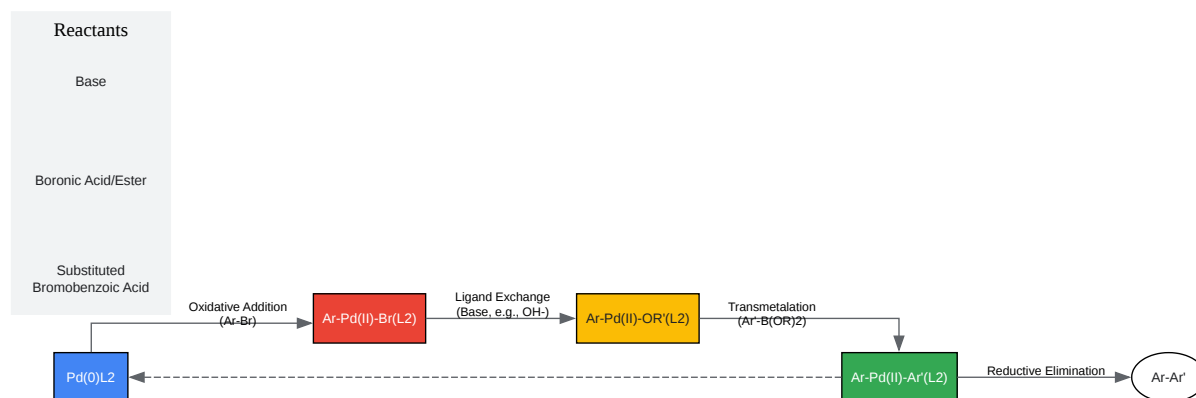 Reactants
Base
Boronic Acid/Ester
Substituted
Bromobenzoic Acid
Oxidative Addition
(Ar-Br)
Ar-Pd(II)-Br(L2)
Ligand Exchange
(Base, e.g., OH-)
Ar-Pd(II)-OR'(L2)
Transmetalation
(Ar'-B(OR)2)
Pd(0)L2
Ar-Pd(II)-Ar'(L2)
Reductive Elimination
Ar-Ar'